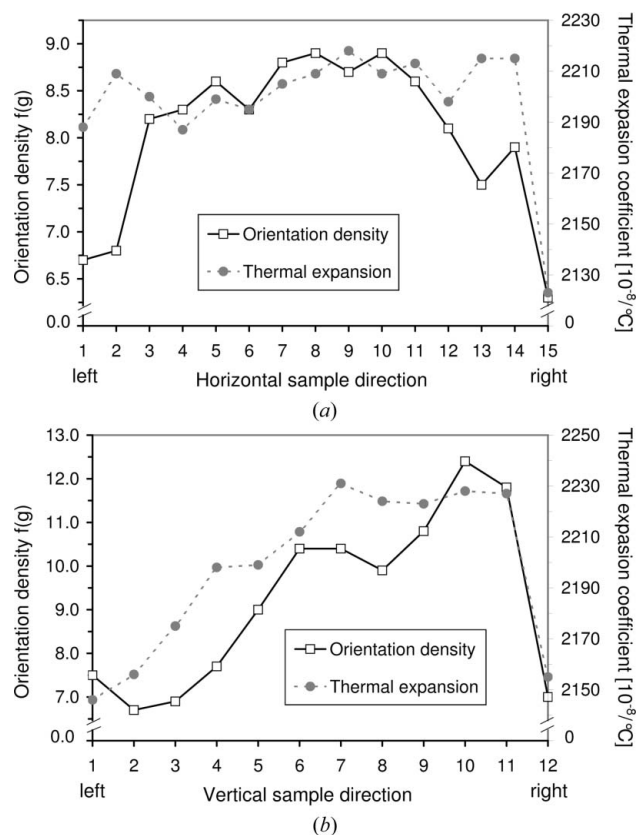 Orientation density f(g)
9.0
8.5
8.0
7.5
7.0
6.5
0.0
2230
2210
2190
2170
2150
2130
0
Thermal expasion coefficient [10-8/°C]
Orientation density
Thermal expansion
1 2 3 4 5 6 7 8 9 10 11 12 13 14 15
left Horizontal sample direction right
(a)
Orientation density f(g)
13.0
12.0
11.0
10.0
9.0
8.0
7.0
0.0
2250
2230
2210
2190
2170
2150
0
Thermal expasion coefficient [10-8/°C]
Orientation density
Thermal expansion
1 2 3 4 5 6 7 8 9 10 11 12
left Vertical sample direction right
(b)